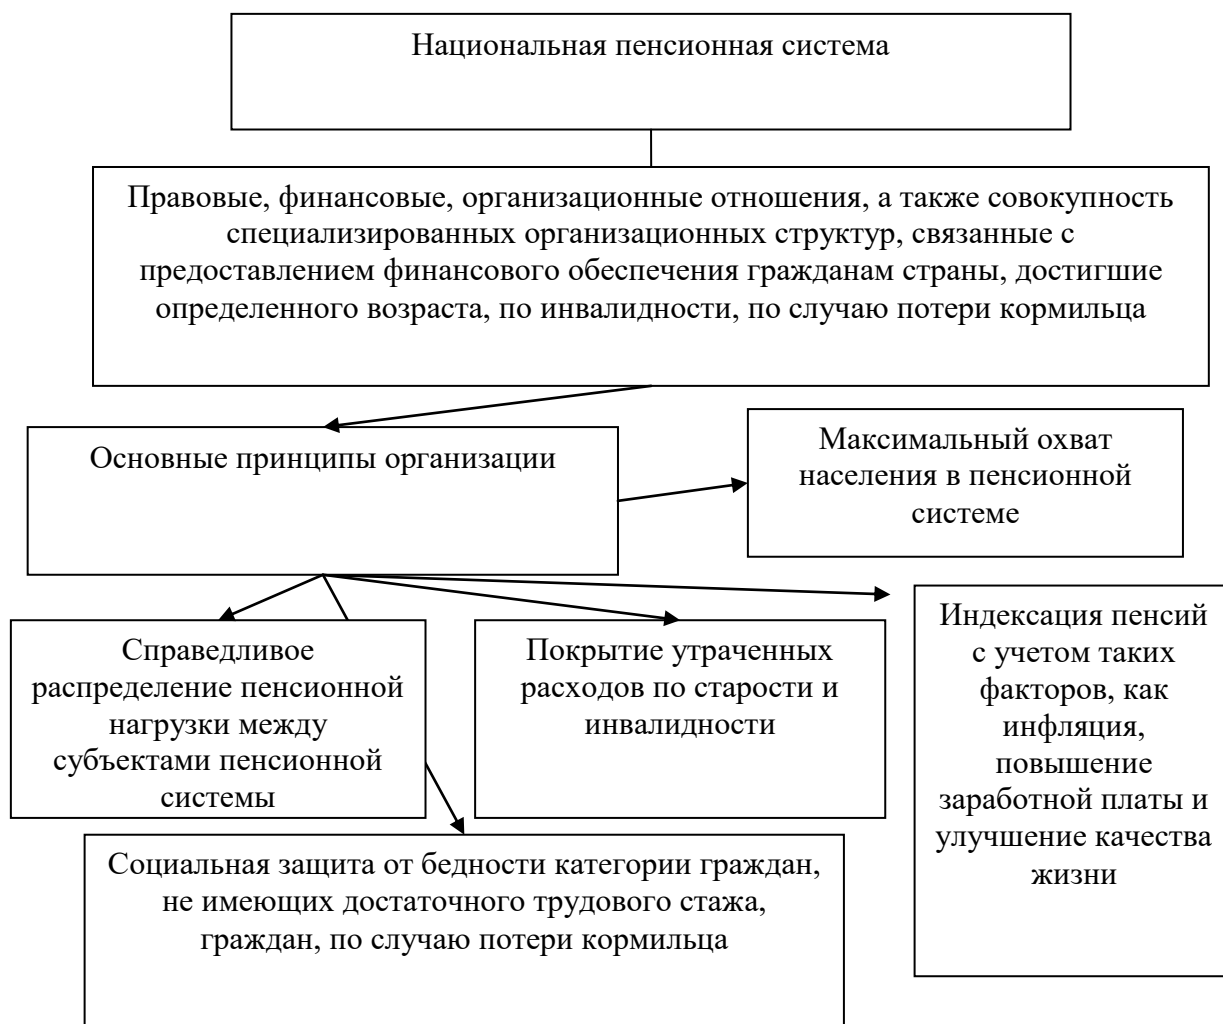 Национальная пенсионная система
Правовые, финансовые, организационные отношения, а также совокупность
специализированных организационных структур, связанные с
предоставлением финансового обеспечения гражданам страны, достигшие
определенного возраста, по инвалидности, по случаю потери кормильца
Основные принципы организации
Максимальный охват
населения в пенсионной
системе
Справедливое
распределение пенсионной
нагрузки между
субъектами пенсионной
системы
Покрытие утраченных
расходов по старости и
инвалидности
Индексация пенсий
с учетом таких
факторов, как
инфляция,
повышение
заработной платы и
улучшение качества
жизни
Социальная защита от бедности категории граждан,
не имеющих достаточного трудового стажа,
граждан, по случаю потери кормильца